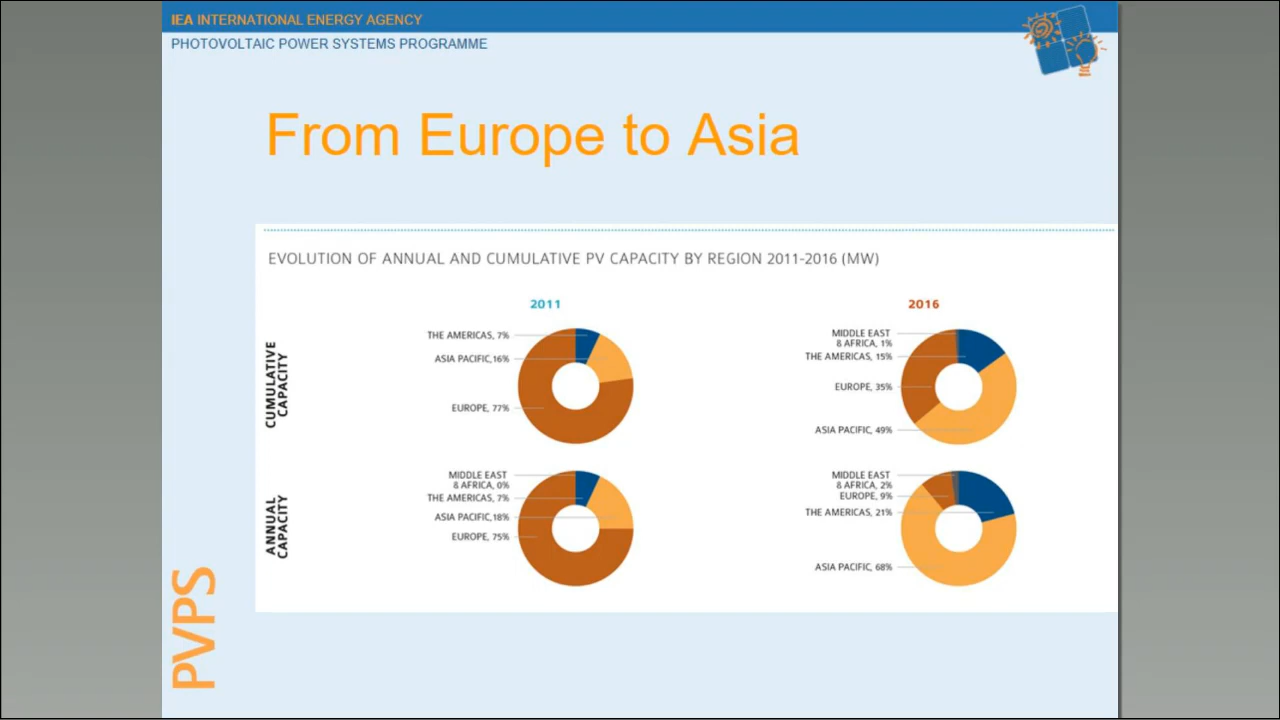 IEA INTERNATIONAL ENERGY AGENCY
PHOTOVOLTAIC POWER SYSTEMS PROGRAMME
From Europe to Asia
EVOLUTION OF ANNUAL AND CUMULATIVE PV CAPACITY BY REGION 2011-2016 (MW)
2011
2016
CUMULATIVE
CAPACITY
THE AMERICAS, 7%
ASIA PACIFIC,16%
EUROPE, 77%
MIDDLE EAST
& AFRICA, 1%
THE AMERICAS, 15%
EUROPE, 35%
ASIA PACIFIC, 49%
ANNUAL
CAPACITY
MIDDLE EAST
& AFRICA, 0%
THE AMERICAS, 7%
ASIA PACIFIC,18%
EUROPE, 75%
MIDDLE EAST
& AFRICA, 2%
EUROPE, 9%
THE AMERICAS, 21%
ASIA PACIFIC, 68%
PVPS